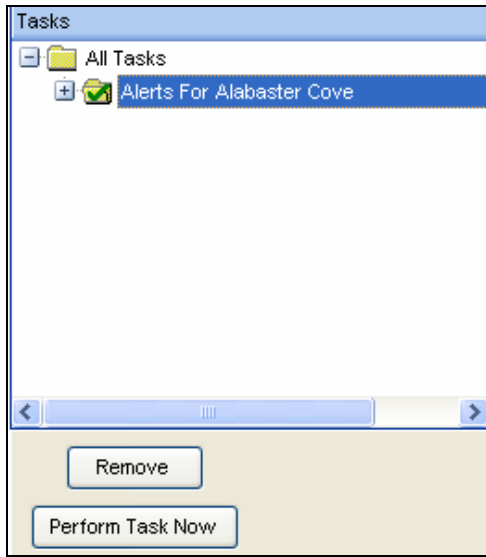 Tasks
All Tasks
Alerts For Alabaster Cove
Remove
Perform Task Now